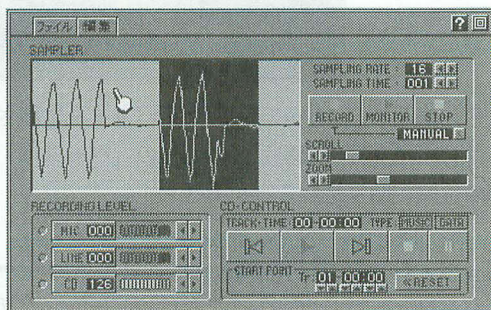 ファイル 編集 ?
SAMPLER
SAMPLING RATE : 16
SAMPLING TIME : 001
RECORD MONITOR STOP
MANUAL
SCROLL
ZOOM
RECORDING LEVEL
MIC 000
LINE 000
CD 126
CD-CONTROL
TRACK-TIME 00-00:00 TYPE MUSIC DATA
START POINT Tr 01-00:00
RESET